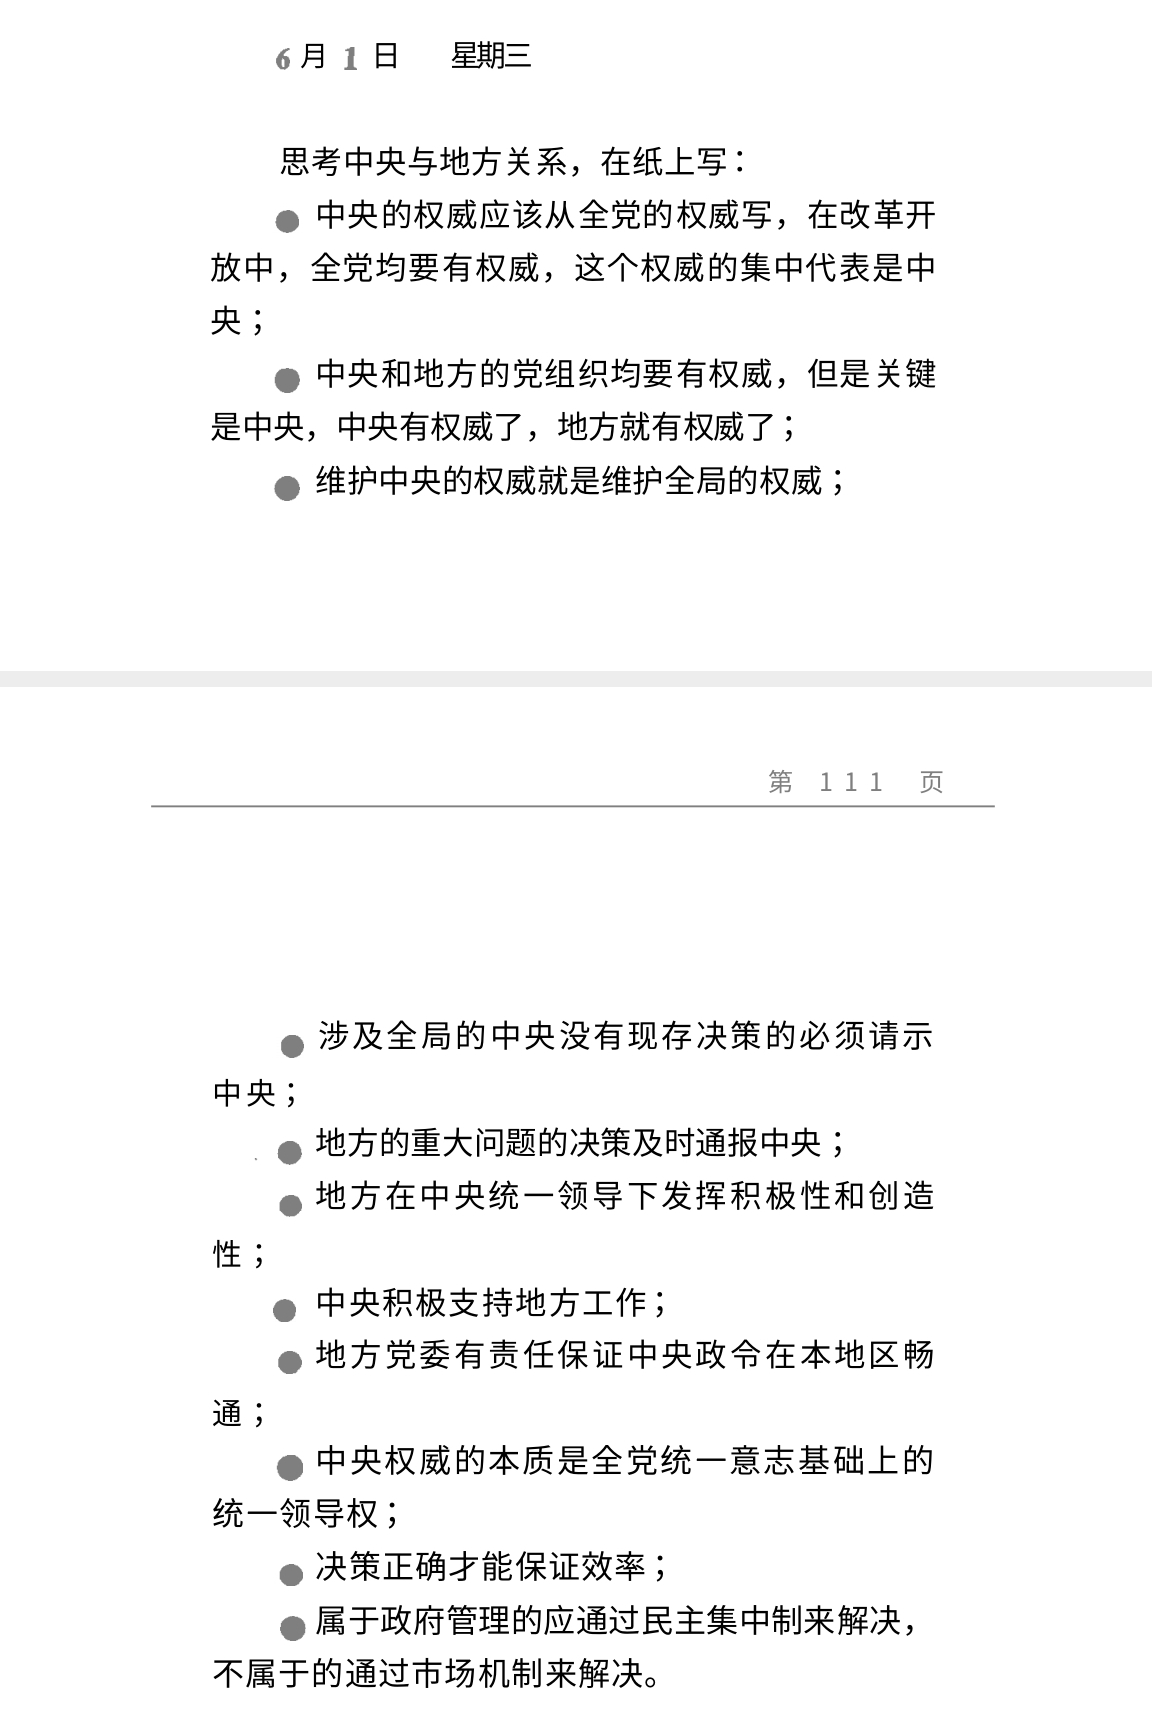 6月1日 星期三
思考中央与地方关系，在纸上写：
● 中央的权威应该从全党的权威写，在改革开
放中，全党均要有权威，这个权威的集中代表是中
央；
● 中央和地方的党组织均要有权威，但是关键
是中央，中央有权威了，地方就有权威了；
● 维护中央的权威就是维护全局的权威；
第 111 页
● 涉及全局的中央没有现存决策的必须请示
中央；
● 地方的重大问题的决策及时通报中央；
● 地方在中央统一领导下发挥积极性和创造
性；
● 中央积极支持地方工作；
● 地方党委有责任保证中央政令在本地区畅
通；
● 中央权威的本质是全党统一意志基础上的
统一领导权；
● 决策正确才能保证效率；
● 属于政府管理的应通过民主集中制来解决，
不属于的通过市场机制来解决。